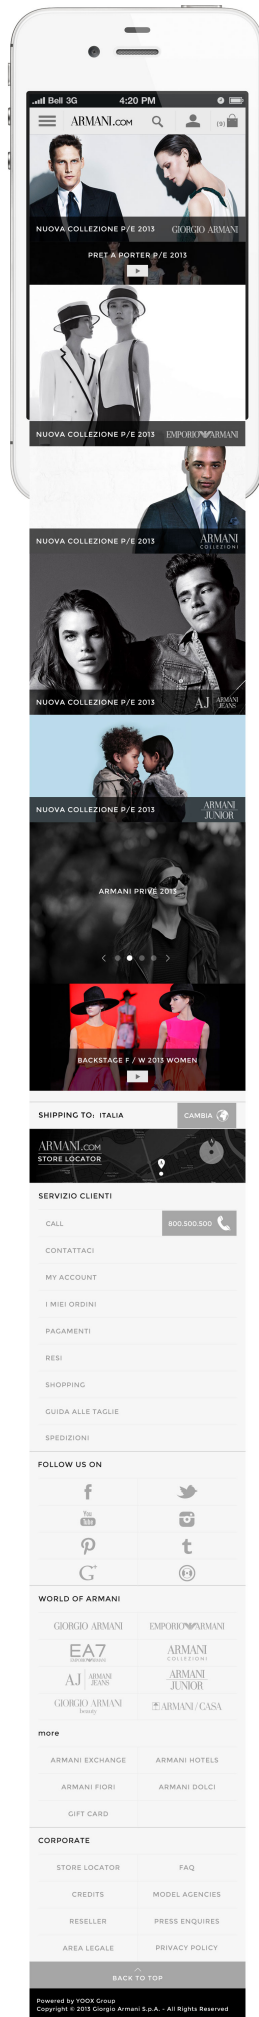 Bell 3G 4:20 PM
ARMANI.COM (9)
NUOVA COLLEZIONE P/E 2013 GIORGIO ARMANI
PRET A PORTER P/E 2013
NUOVA COLLEZIONE P/E 2013 EMPORIO ARMANI
NUOVA COLLEZIONE P/E 2013 ARMANI
COLLEZIONI
NUOVA COLLEZIONE P/E 2013 AJ ARMANI
JEANS
NUOVA COLLEZIONE P/E 2013 ARMANI
JUNIOR
ARMANI PRIVÈ 2013
BACKSTAGE F / W 2013 WOMEN
SHIPPING TO: ITALIA CAMBIA
ARMANI.COM
STORE LOCATOR
SERVIZIO CLIENTI
CALL 800.500.500
CONTATTACI
MY ACCOUNT
I MIEI ORDINI
PAGAMENTI
RESI
SHOPPING
GUIDA ALLE TAGLIE
SPEDIZIONI
FOLLOW US ON
f
You
Tube
t
G+
WORLD OF ARMANI
GIORGIO ARMANI EMPORIO ARMANI
EA7 ARMANI
EMPORIO ARMANI COLLEZIONI
AJ ARMANI JEANS ARMANI JUNIOR
GIORGIO ARMANI beauty ARMANI / CASA
more
ARMANI EXCHANGE ARMANI HOTELS
ARMANI FIORI ARMANI DOLCI
GIFT CARD
CORPORATE
STORE LOCATOR FAQ
CREDITS MODEL AGENCIES
RESELLER PRESS ENQUIRES
AREA LEGALE PRIVACY POLICY
BACK TO TOP
Powered by YOOX Group
Copyright © 2013 Giorgio Armani S.p.A. - All Rights Reserved